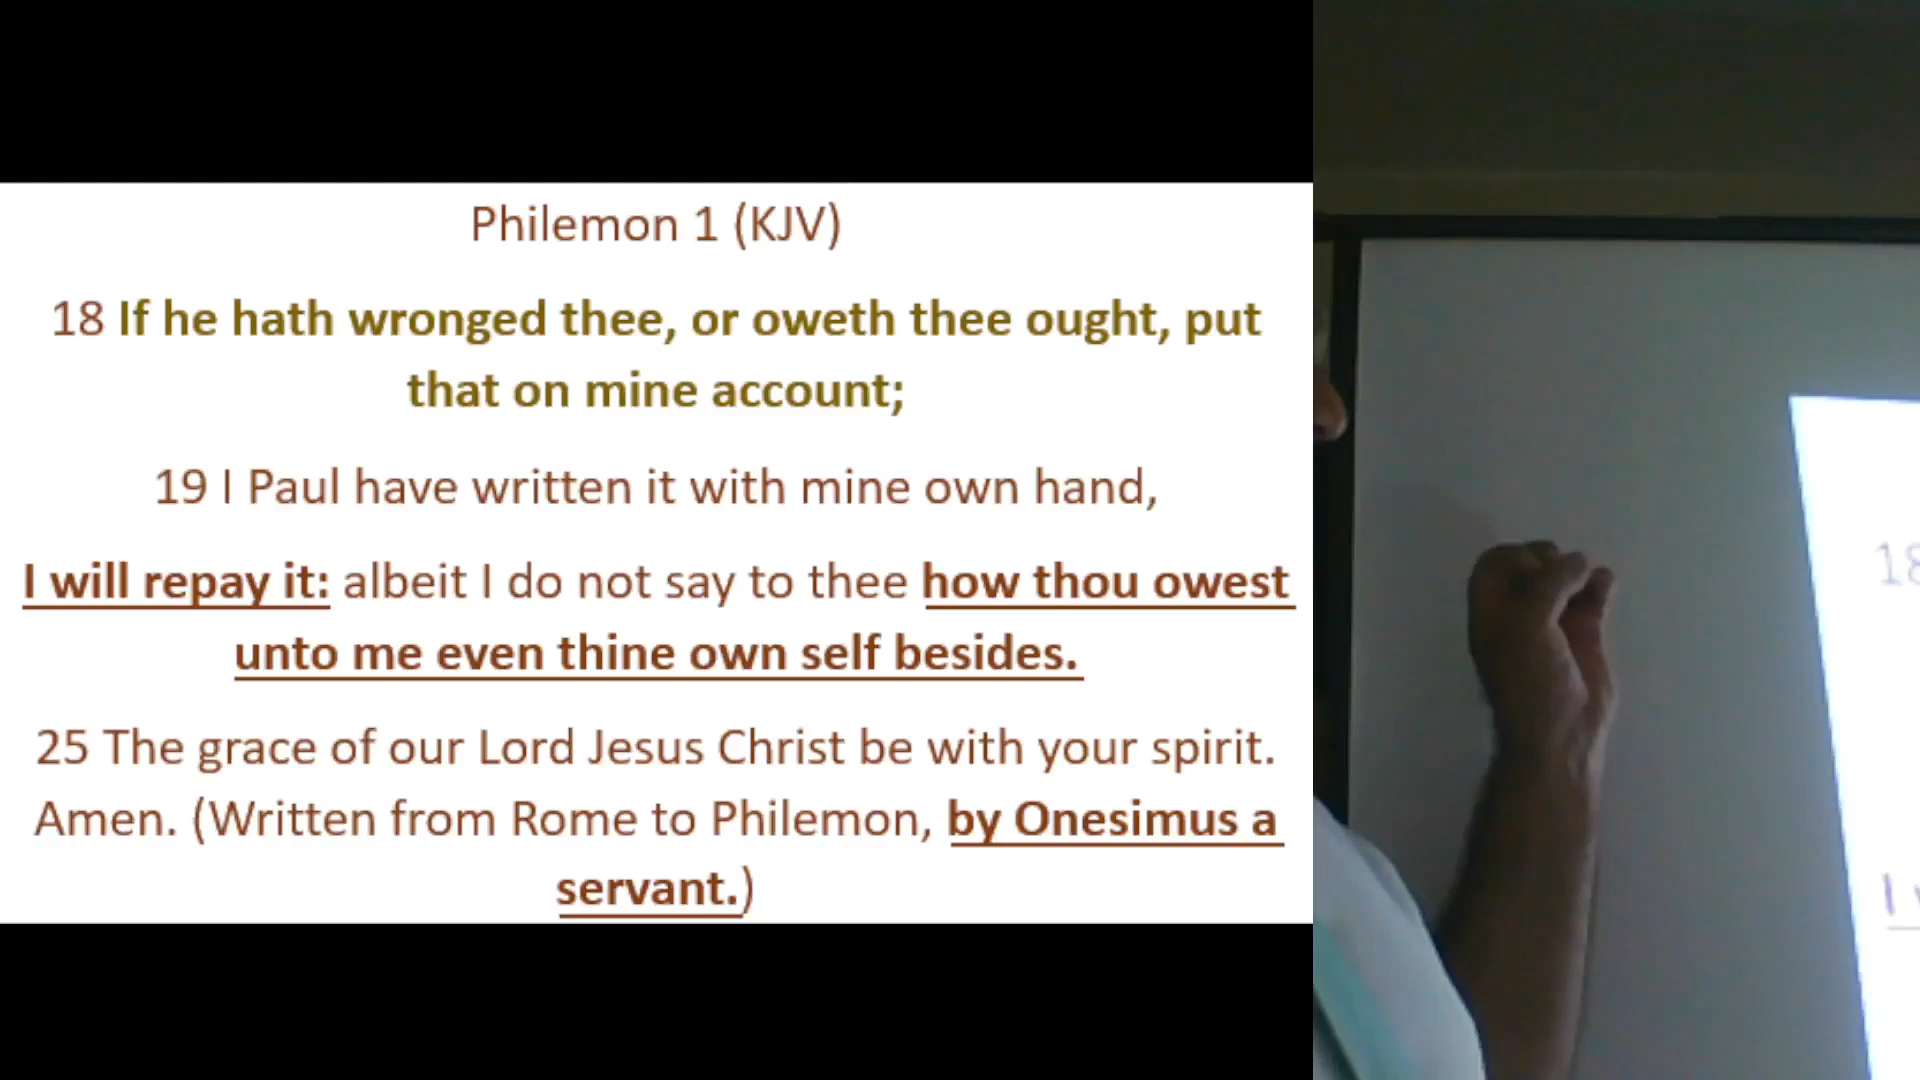 Philemon 1 (KJV)
18 If he hath wronged thee, or oweth thee ought, put
that on mine account;
19 I Paul have written it with mine own hand,
I will repay it: albeit I do not say to thee how thou owest
unto me even thine own self besides.
25 The grace of our Lord Jesus Christ be with your spirit.
Amen. (Written from Rome to Philemon, by Onesimus a
servant.)
18
I